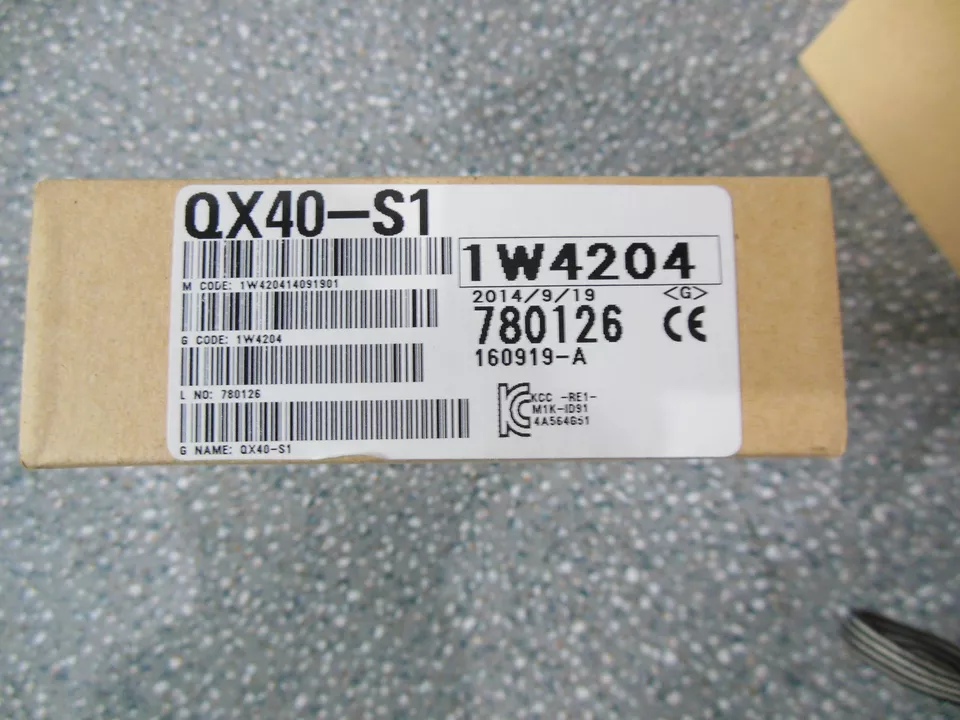 QX40-S1
M CODE: 1W420414091901
G CODE: 1W4204
L NO: 780126
G NAME: QX40-S1
1W4204
2014/9/19 <G>
780126 CE
160919-A
KCC -RE1-
M1K-ID91
4A564G51